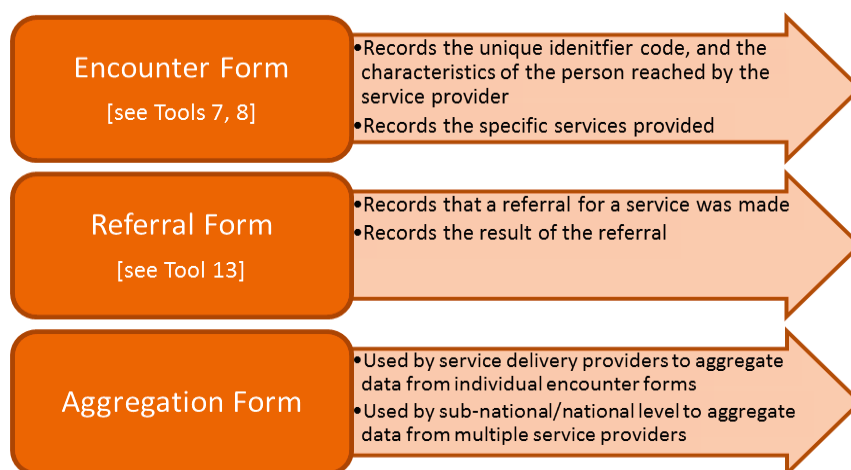 Encounter Form
[see Tools 7, 8]
•Records the unique idenitfier code, and the
characteristics of the person reached by the
service provider
•Records the specific services provided
Referral Form
[see Tool 13]
•Records that a referral for a service was made
•Records the result of the referral
Aggregation Form
•Used by service delivery providers to aggregate
data from individual encounter forms
•Used by sub-national/national level to aggregate
data from multiple service providers